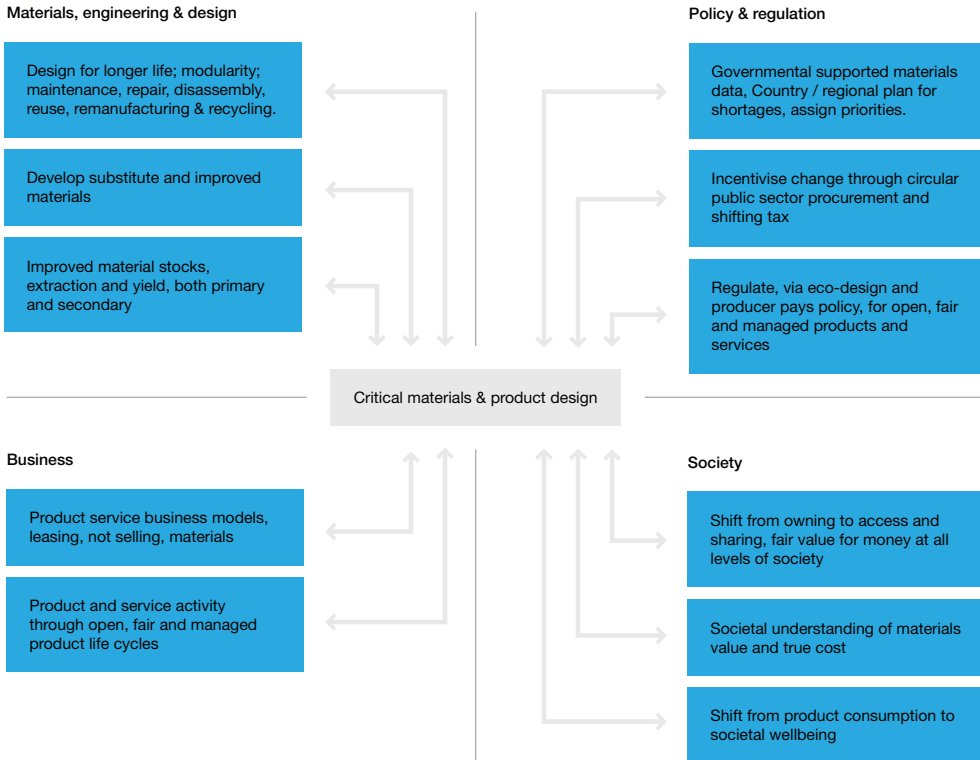 Materials, engineering & design
Design for longer life; modularity;
maintenance, repair, disassembly,
reuse, remanufacturing & recycling.
Develop substitute and improved
materials
Improved material stocks,
extraction and yield, both primary
and secondary
Policy & regulation
Governmental supported materials
data, Country / regional plan for
shortages, assign priorities.
Incentivise change through circular
public sector procurement and
shifting tax
Regulate, via eco-design and
producer pays policy, for open, fair
and managed products and
services
Critical materials & product design
Business
Product service business models,
leasing, not selling, materials
Product and service activity
through open, fair and managed
product life cycles
Society
Shift from owning to access and
sharing, fair value for money at all
levels of society
Societal understanding of materials
value and true cost
Shift from product consumption to
societal wellbeing